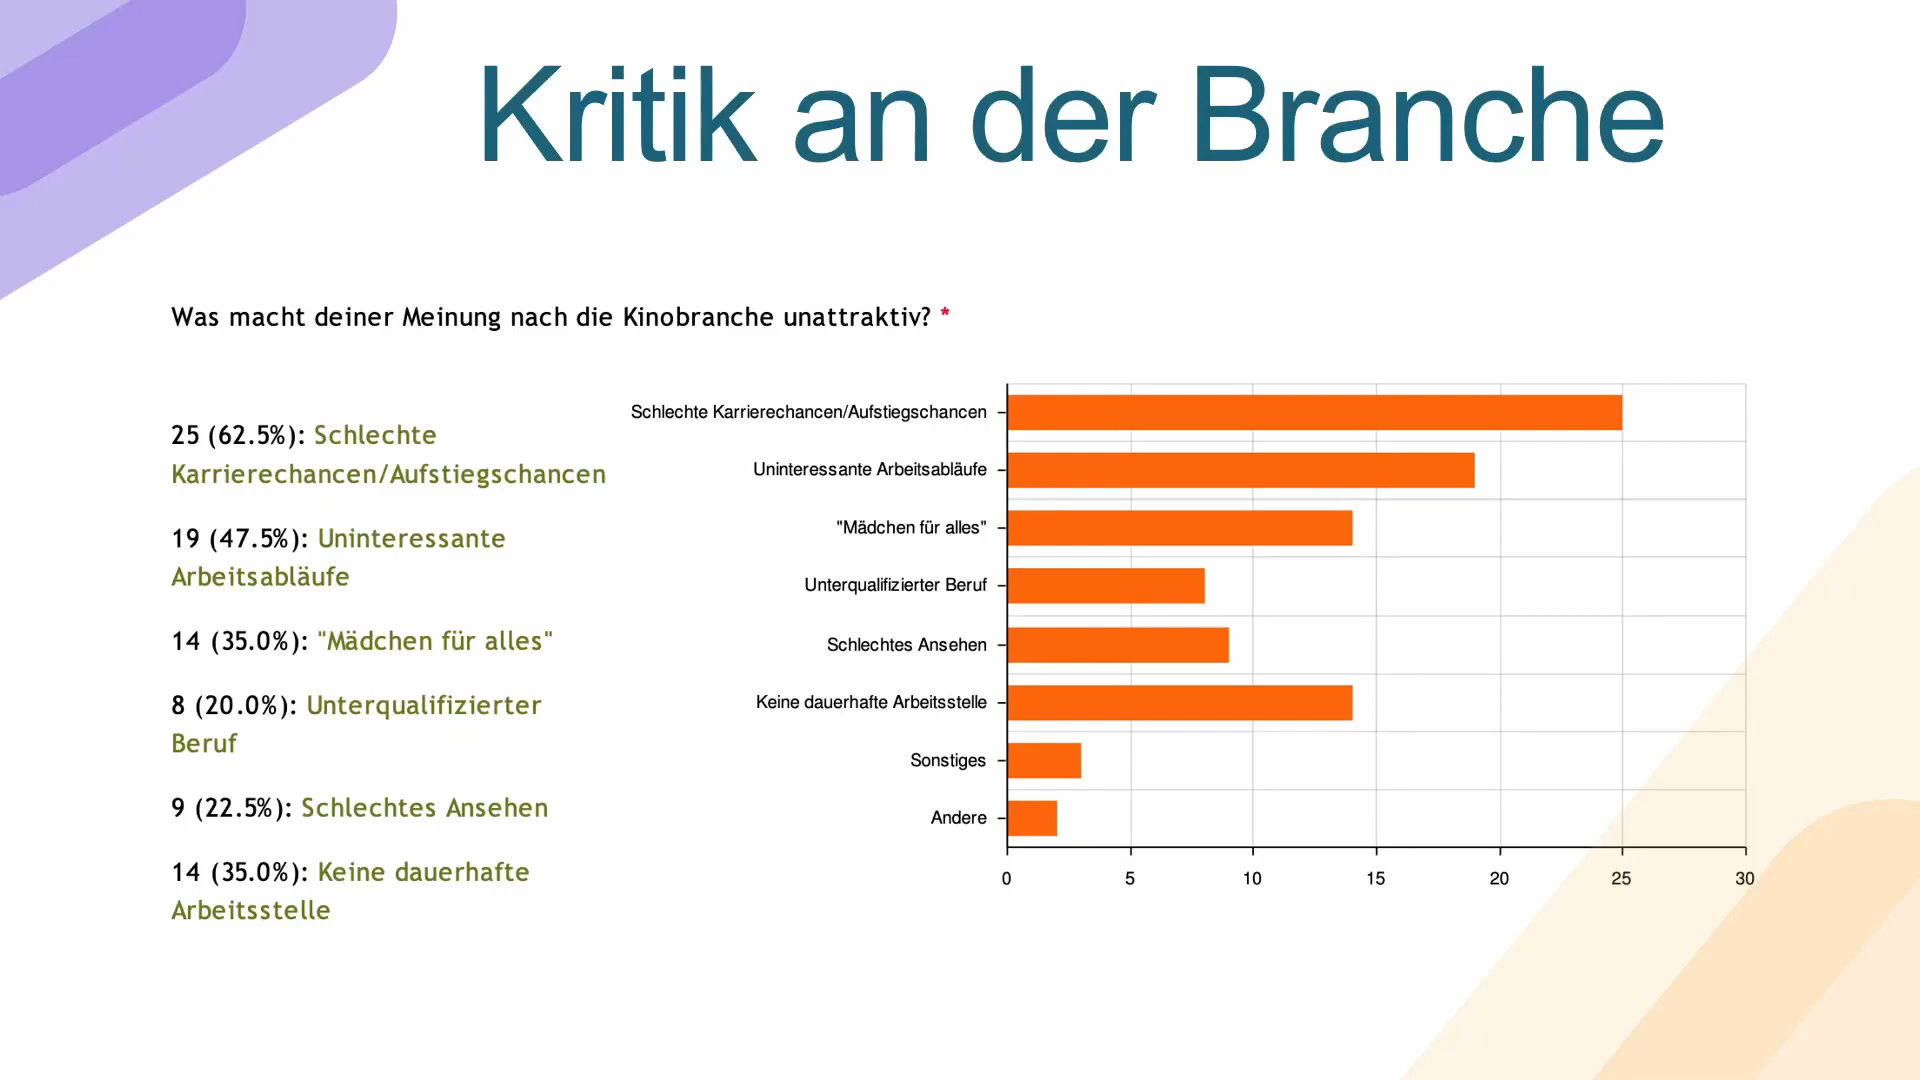 Kritik an der Branche
Was macht deiner Meinung nach die Kinobranche unattraktiv? *
25 (62.5%): Schlechte
Karrierechancen/Aufstiegschancen
19 (47.5%): Uninteressante
Arbeitsabläufe
14 (35.0%): "Mädchen für alles"
8 (20.0%): Unterqualifizierter
Beruf
9 (22.5%): Schlechtes Ansehen
14 (35.0%): Keine dauerhafte
Arbeitsstelle
Schlechte Karrierechancen/Aufstiegschancen
Uninteressante Arbeitsabläufe
"Mädchen für alles"
Unterqualifizierter Beruf
Schlechtes Ansehen
Keine dauerhafte Arbeitsstelle
Sonstiges
Andere
0 5 10 15 20 25 30